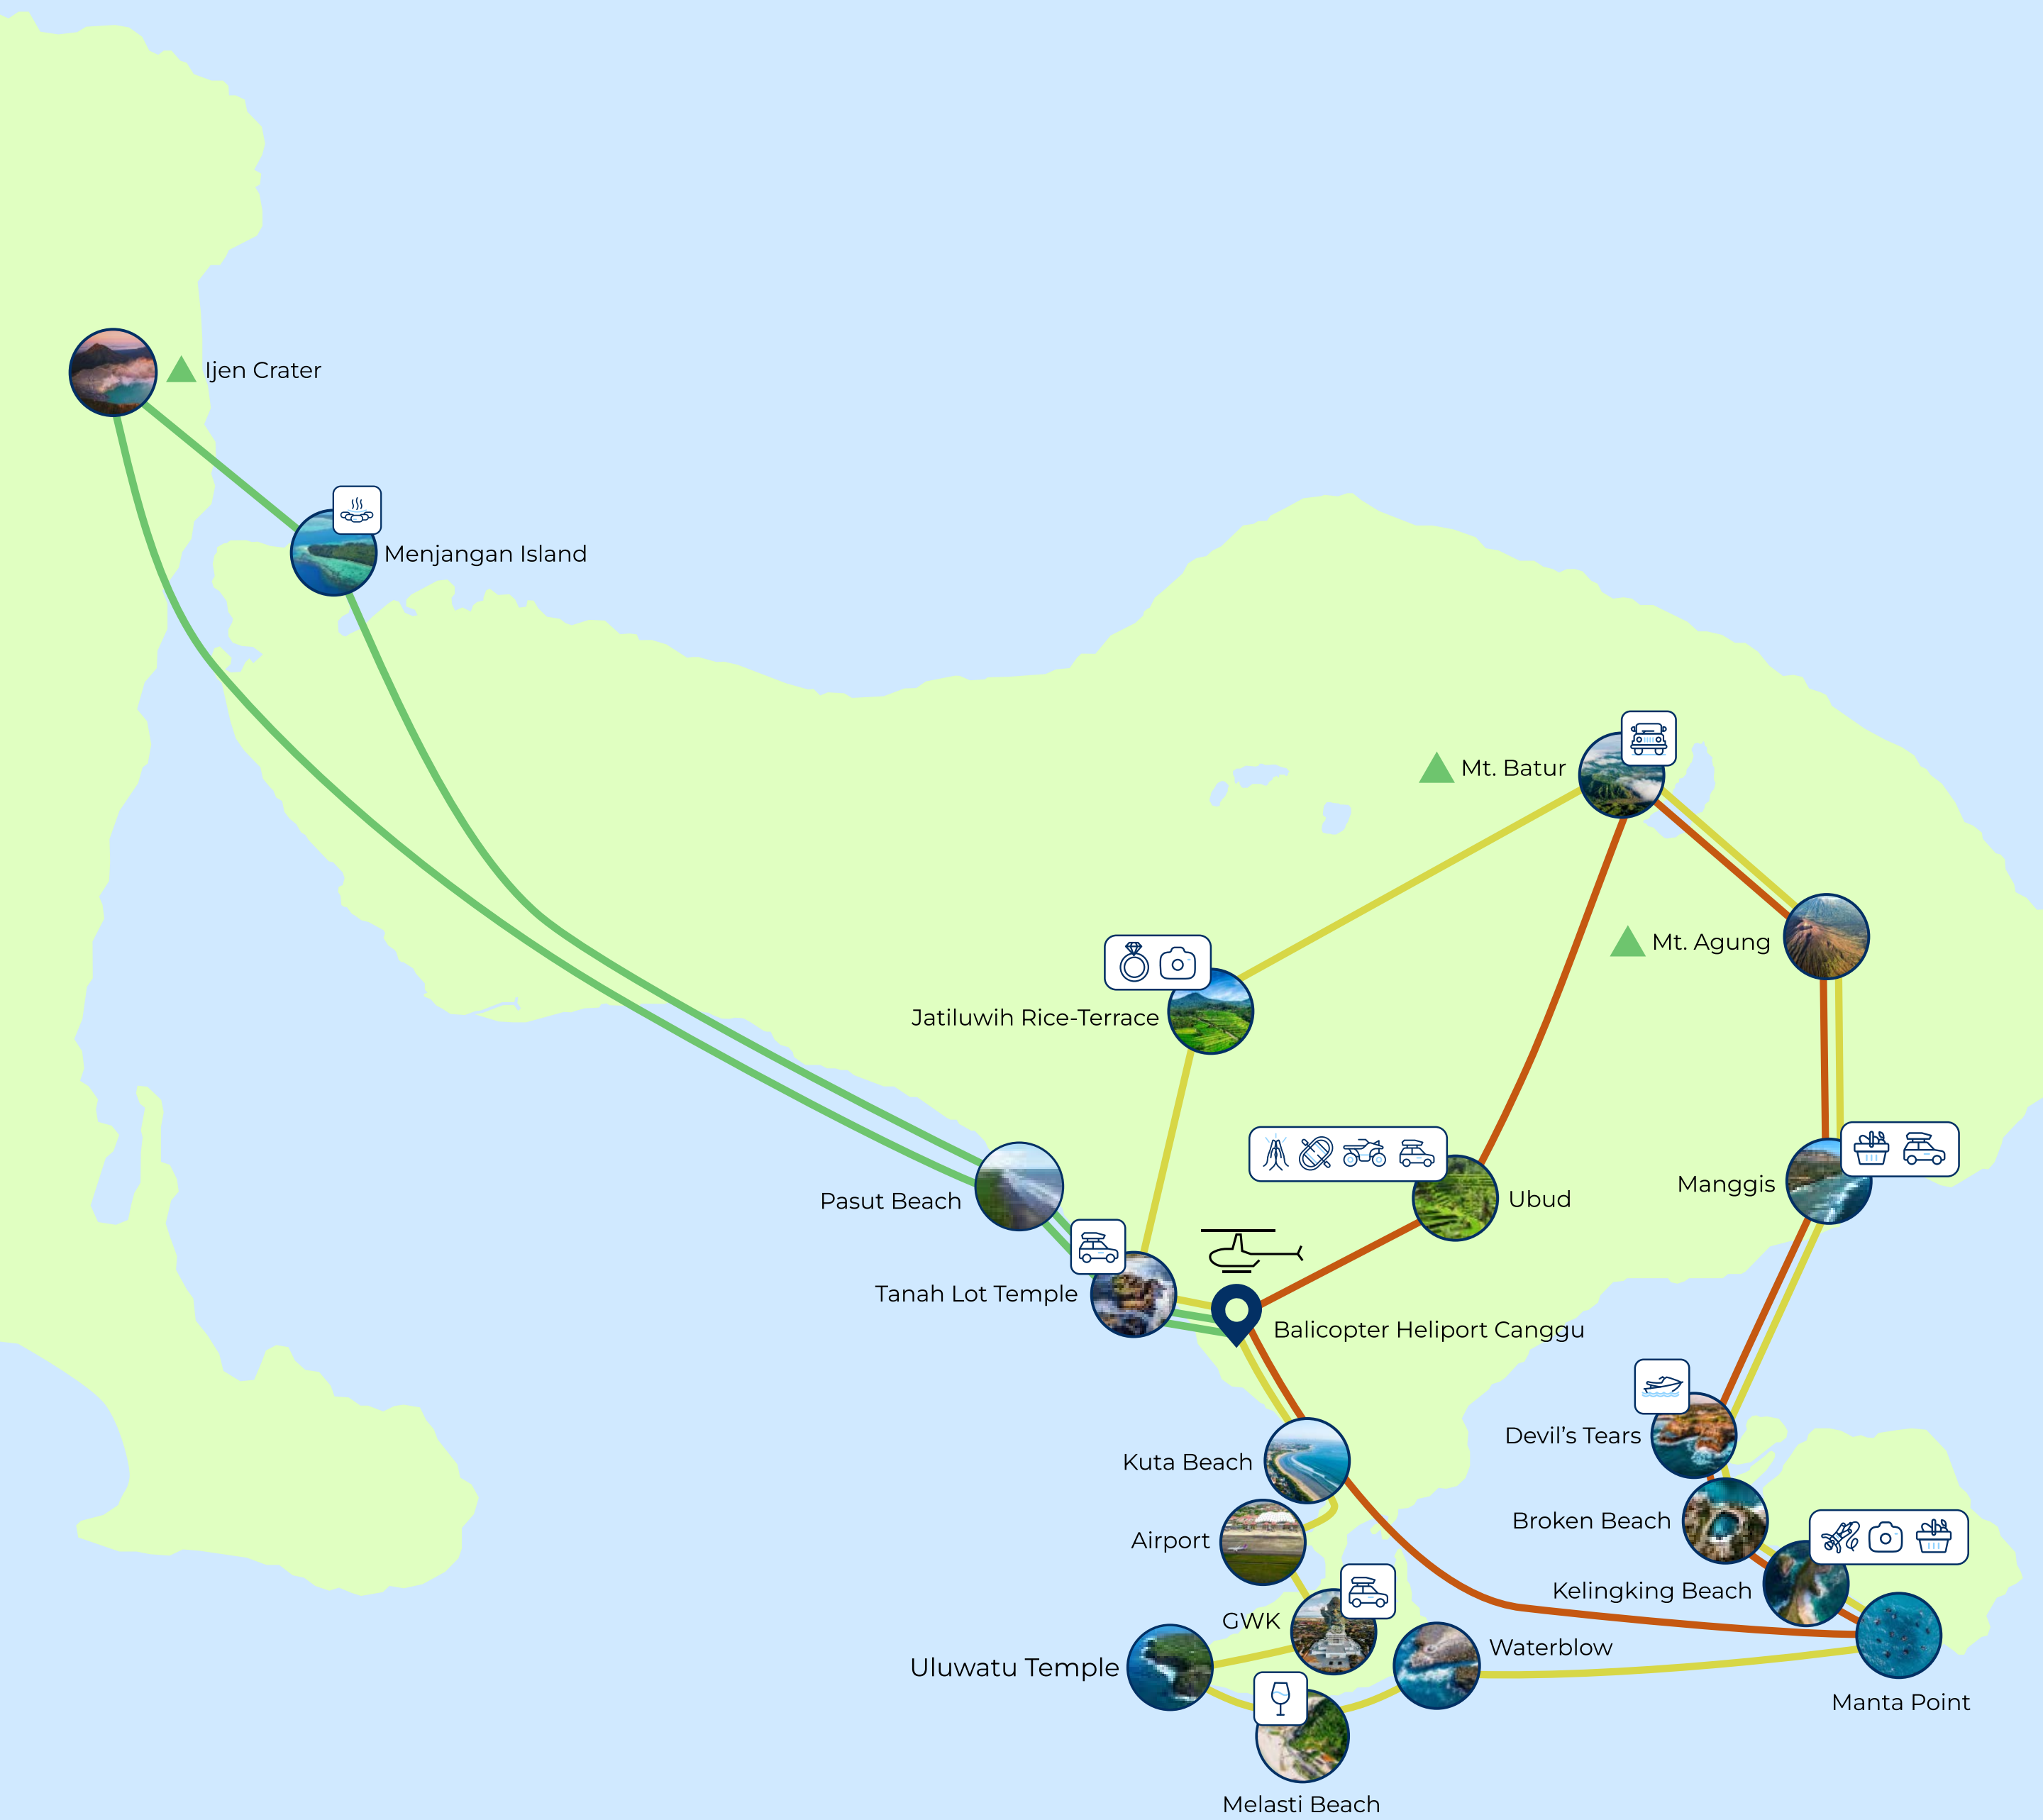 Ijen Crater
Menjangan Island
Mt. Batur
Mt. Agung
Jatiluwih Rice-Terrace
Manggis
Ubud
Pasut Beach
Tanah Lot Temple
Balicopter Heliport Canggu
Devil’s Tears
Kuta Beach
Broken Beach
Airport
Kelingking Beach
GWK
Waterblow
Uluwatu Temple
Manta Point
Melasti Beach